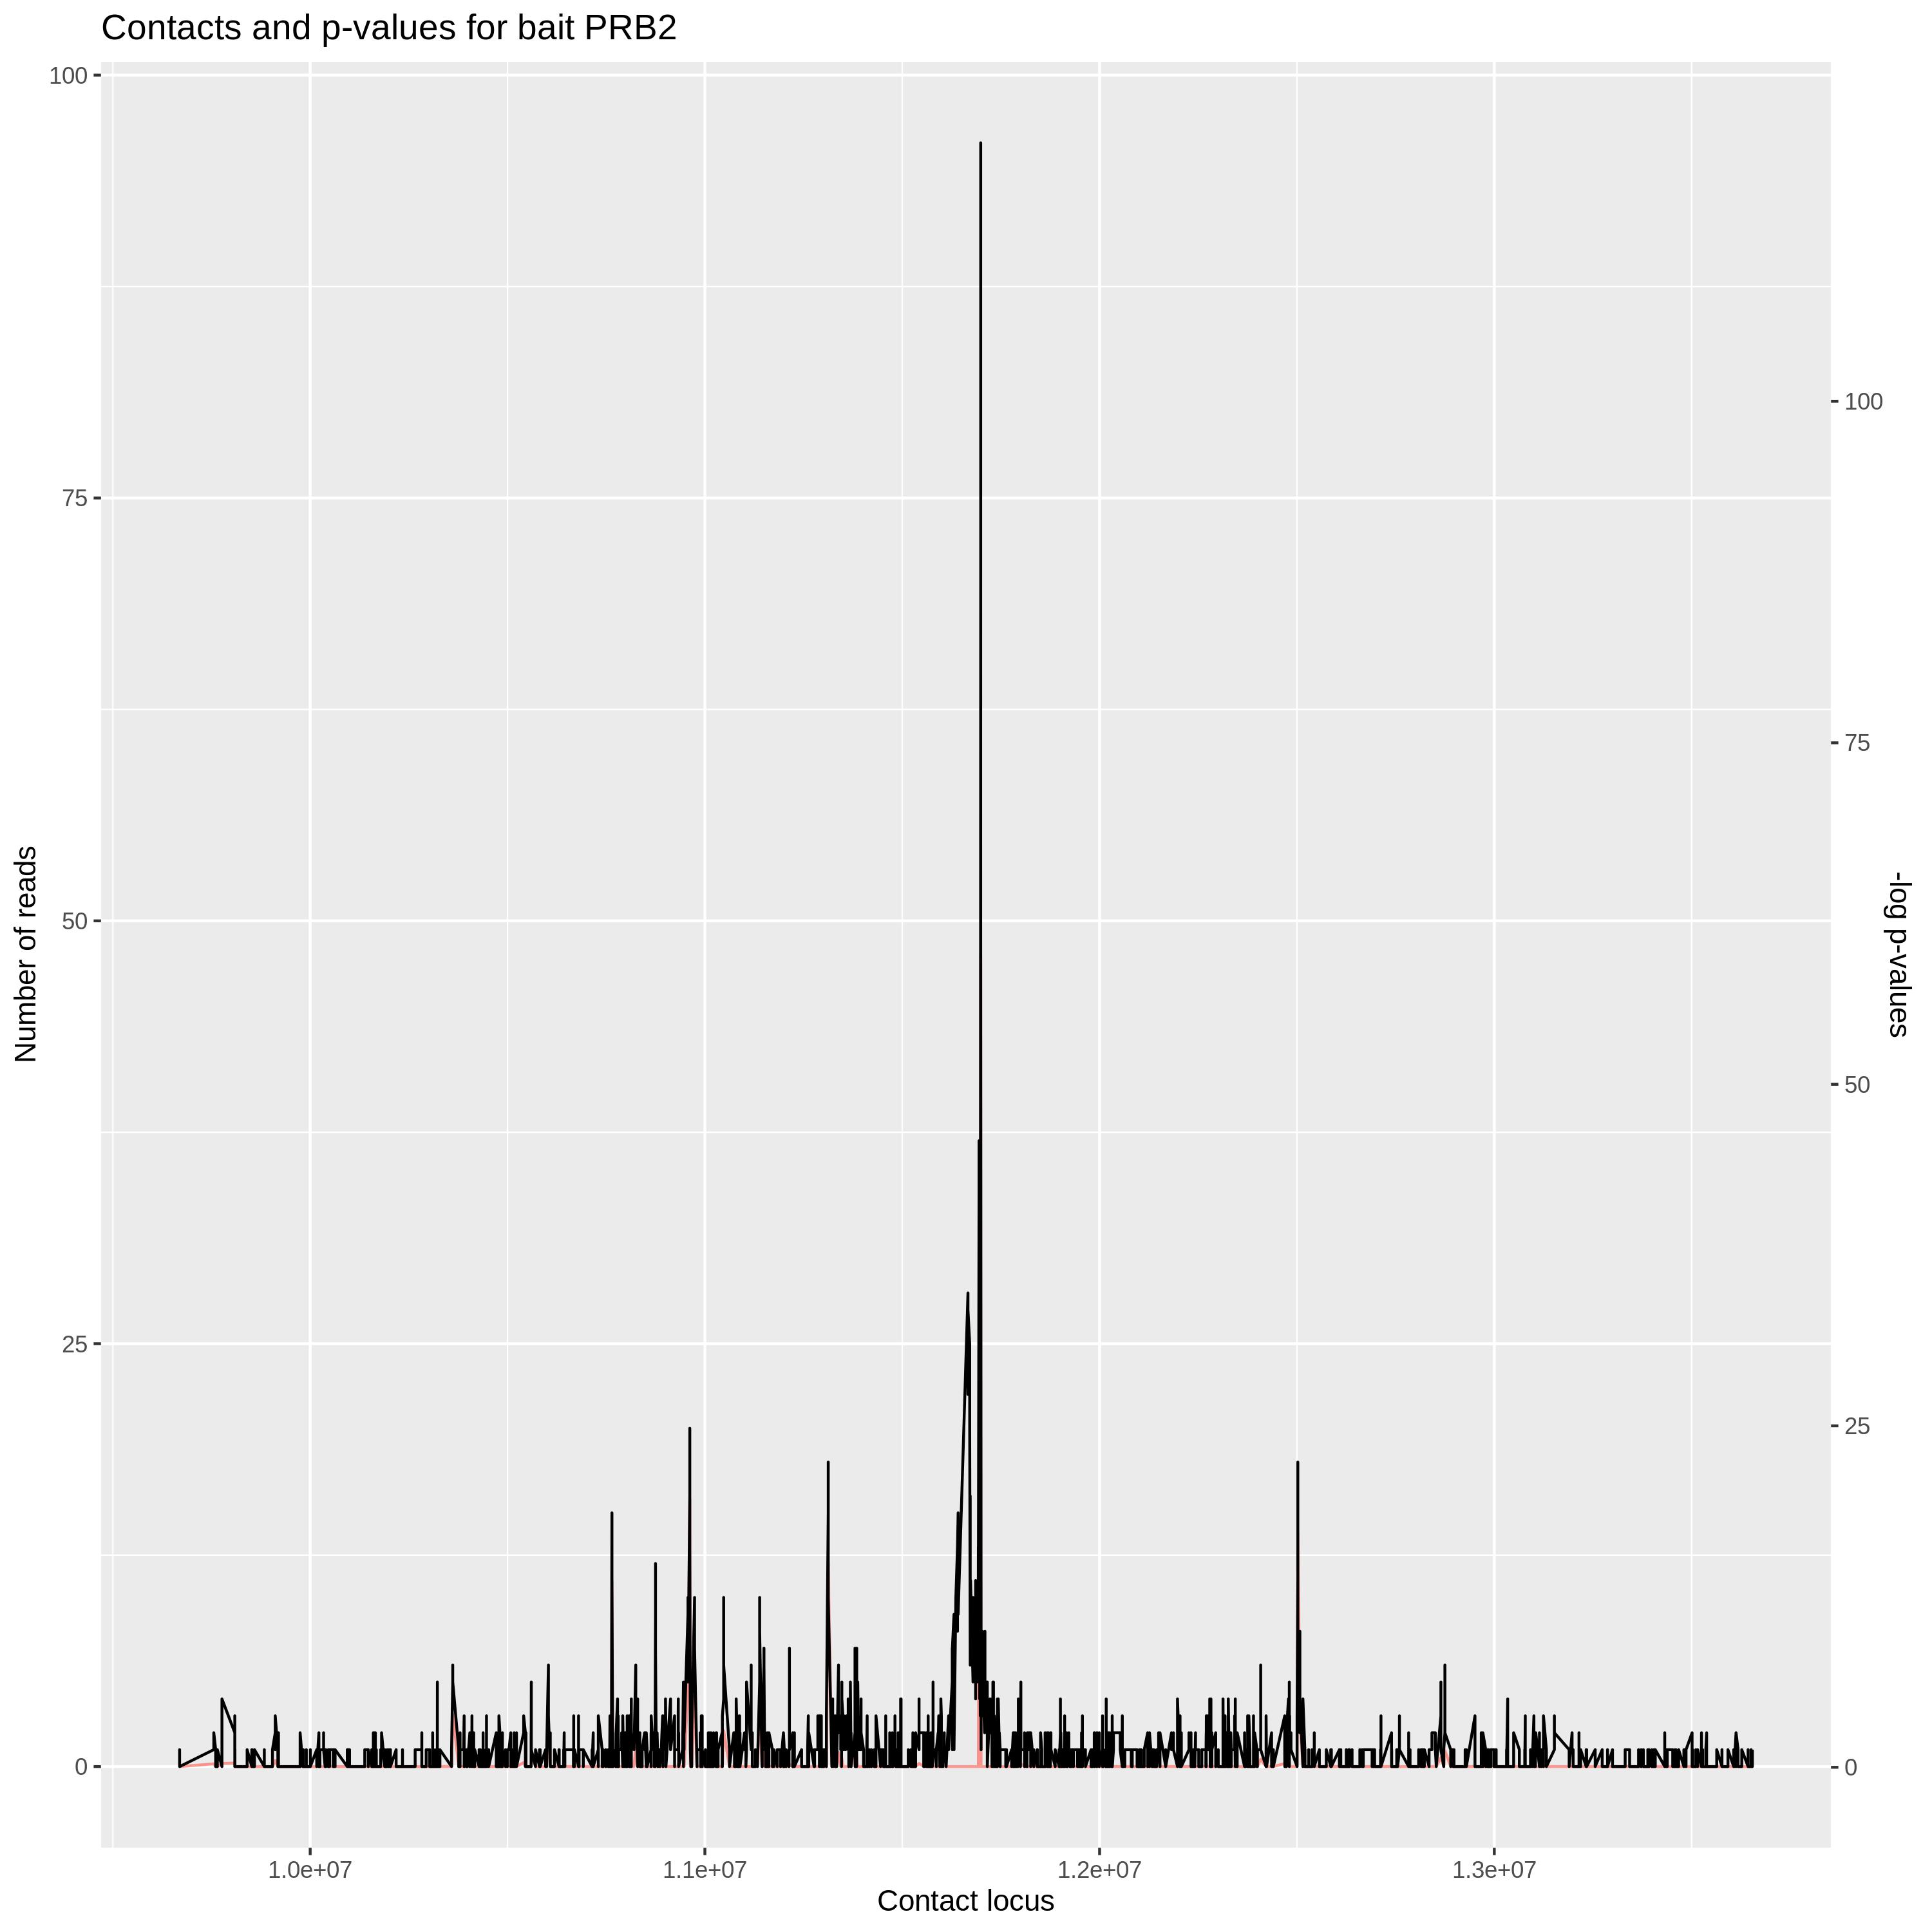 Contacts and p-values for bait PRB2
100
75
50
25
0
Number of reads
100
75
50
25
0
-log p-values
1.0e+07
1.1e+07
1.2e+07
1.3e+07
Contact locus